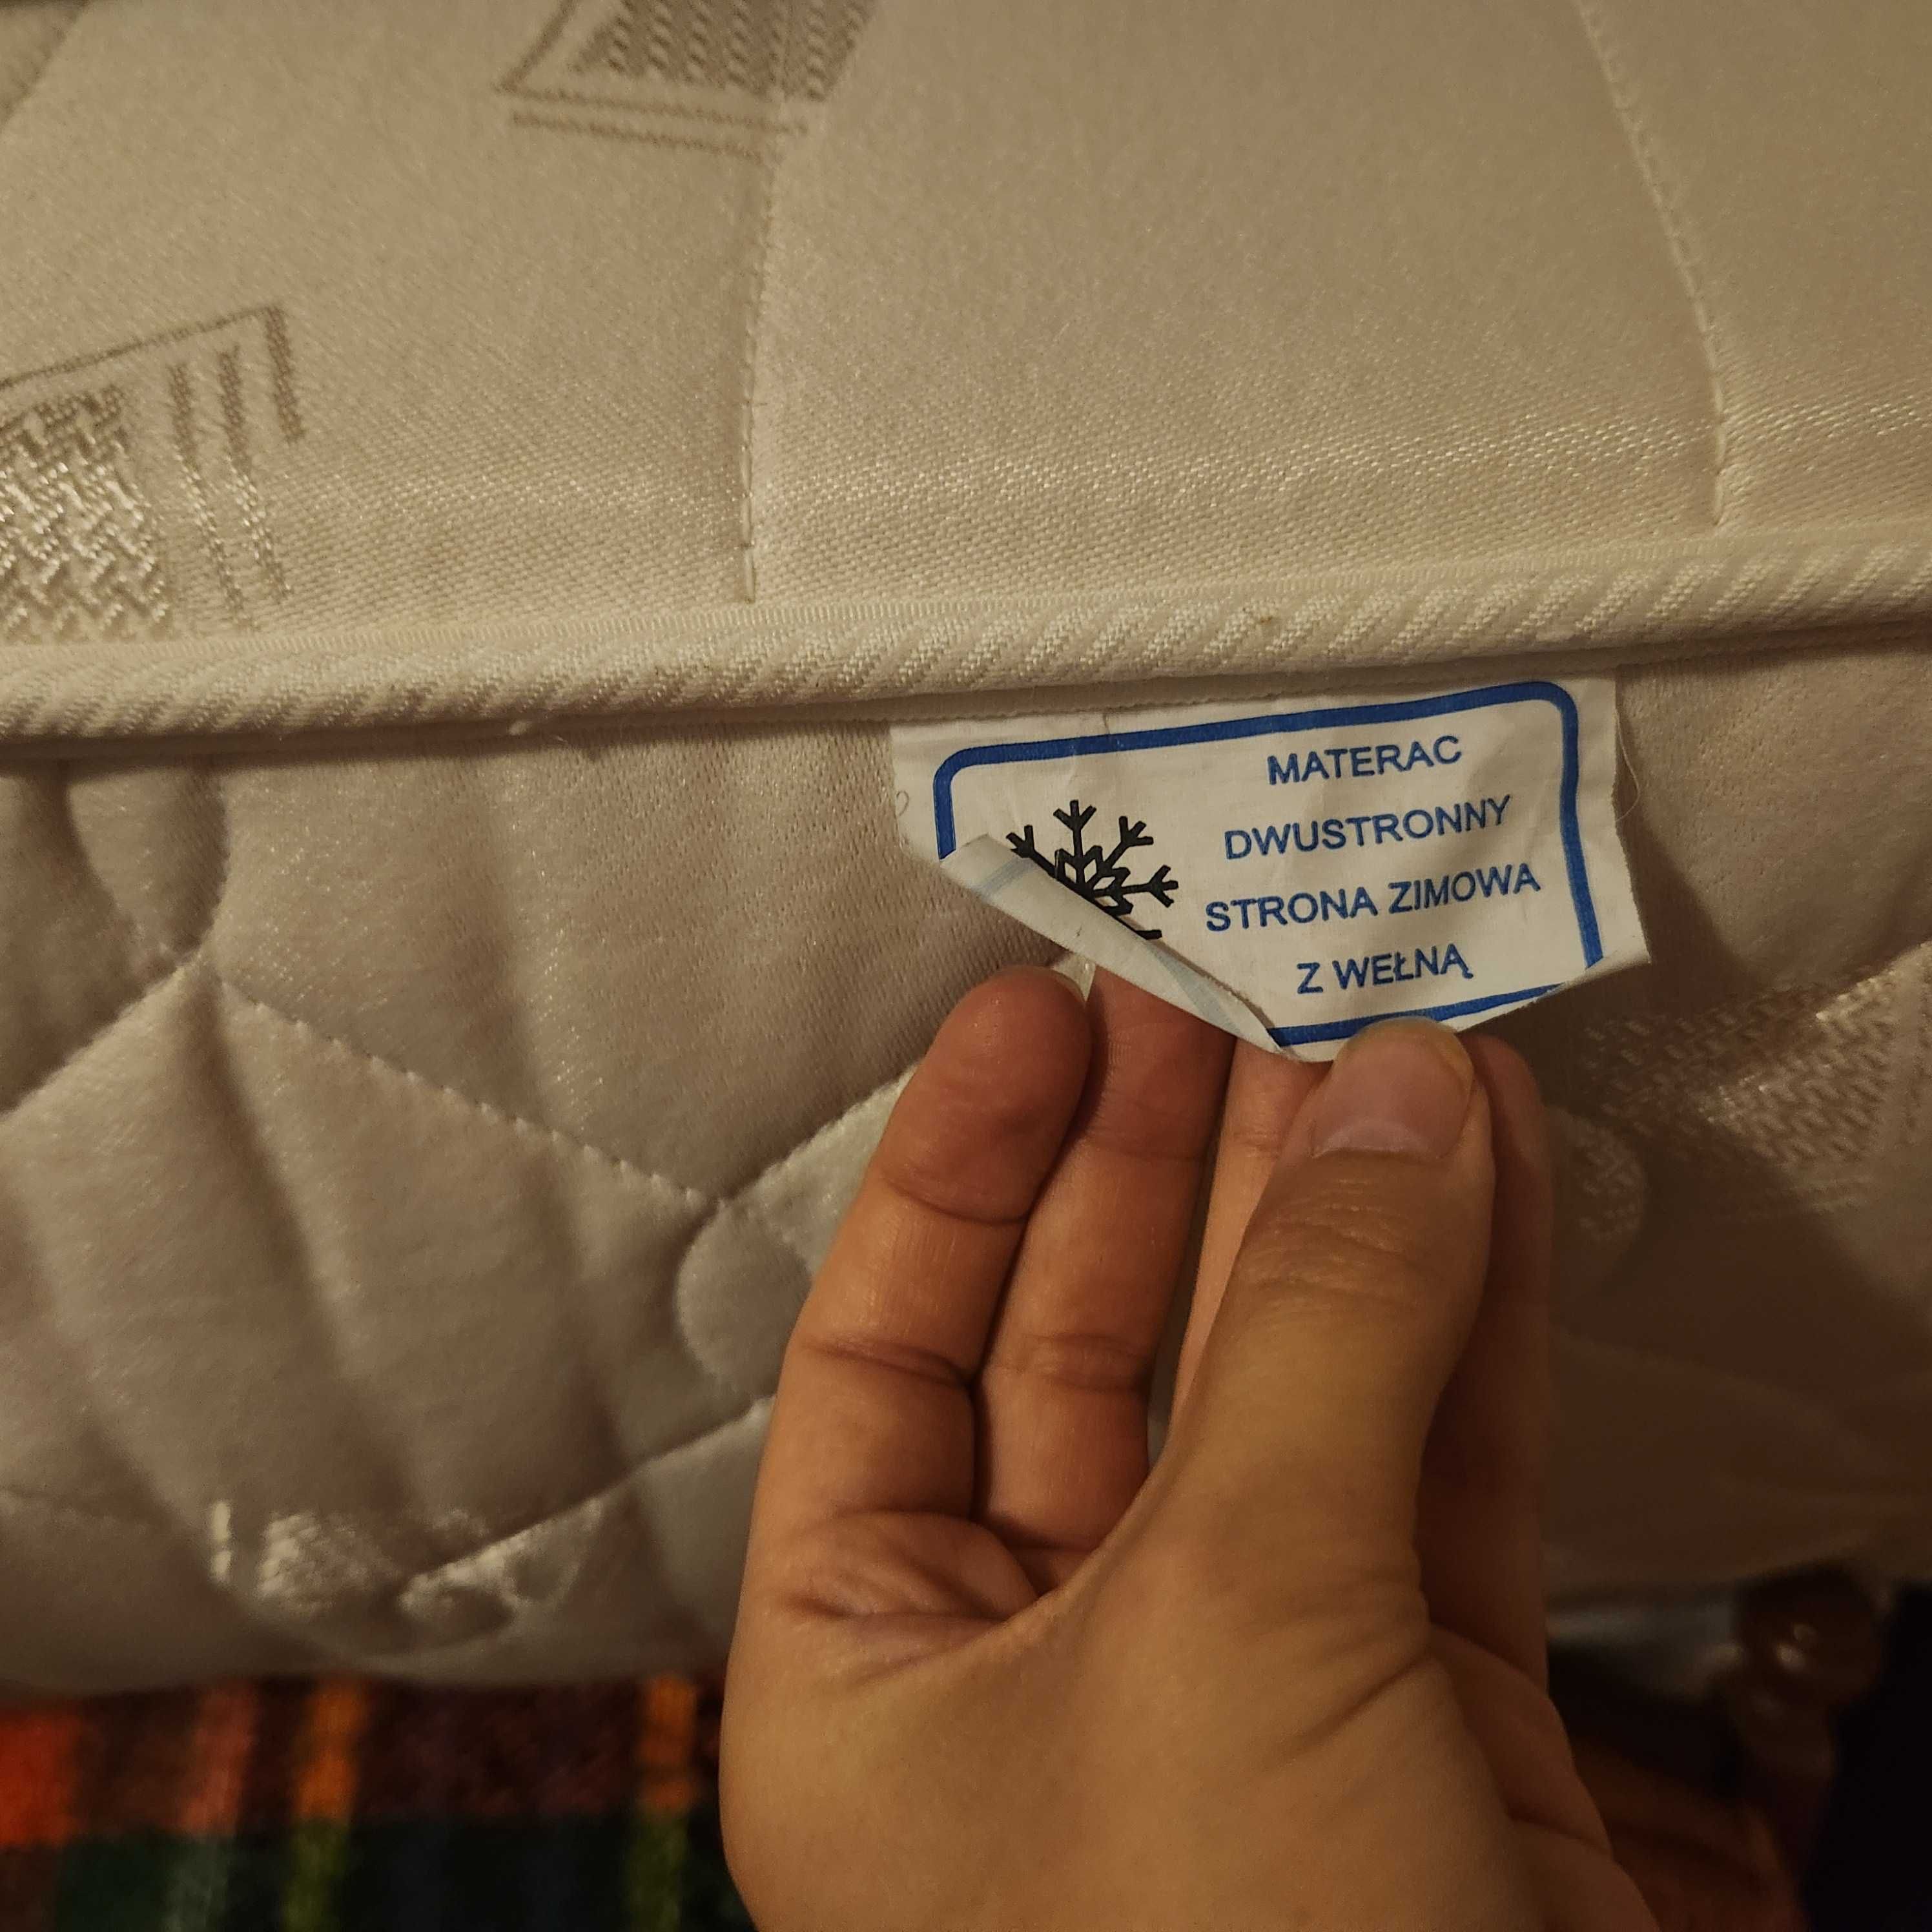 MATERAC
DWUSTRONNY
STRONA ZIMOWA
Z WEŁNĄ